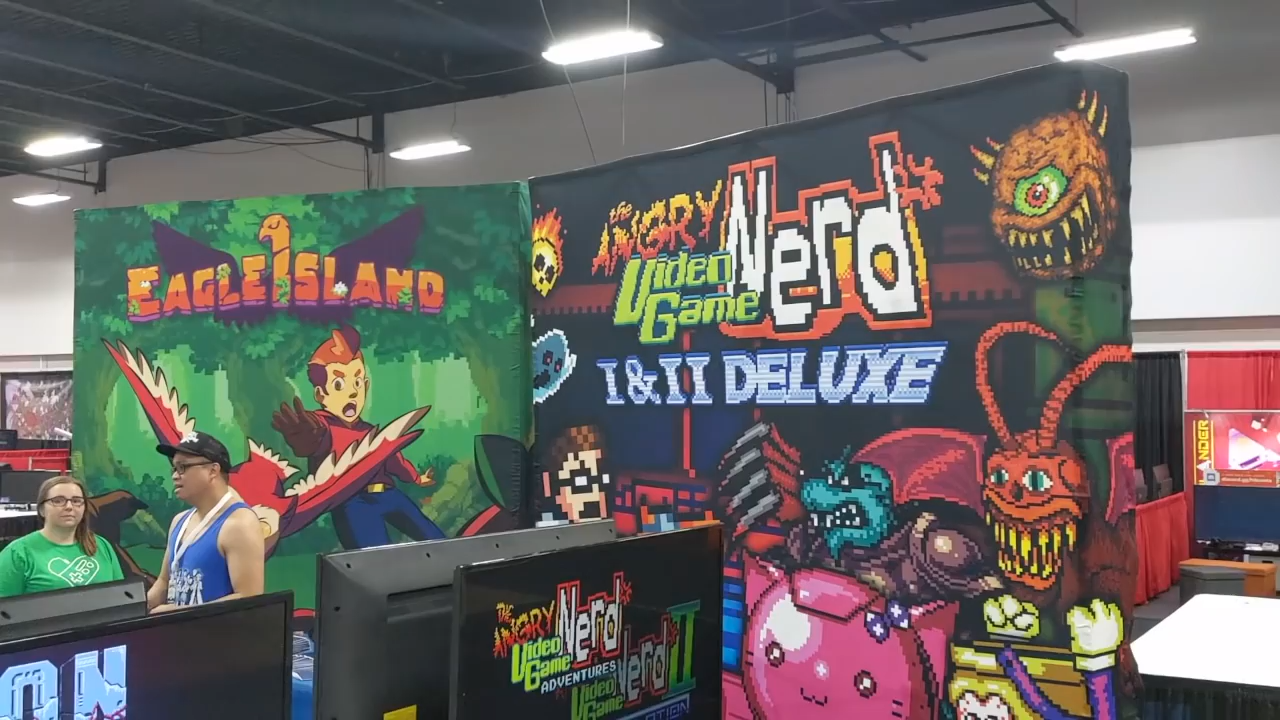 EAGLE ISLAND
the
ANGRY
Video
Game
Nerd
I & II DELUXE
THE
ANGRY
Video
Game
Nerd
ADVENTURES
Video
Game
Nerd
II
ON